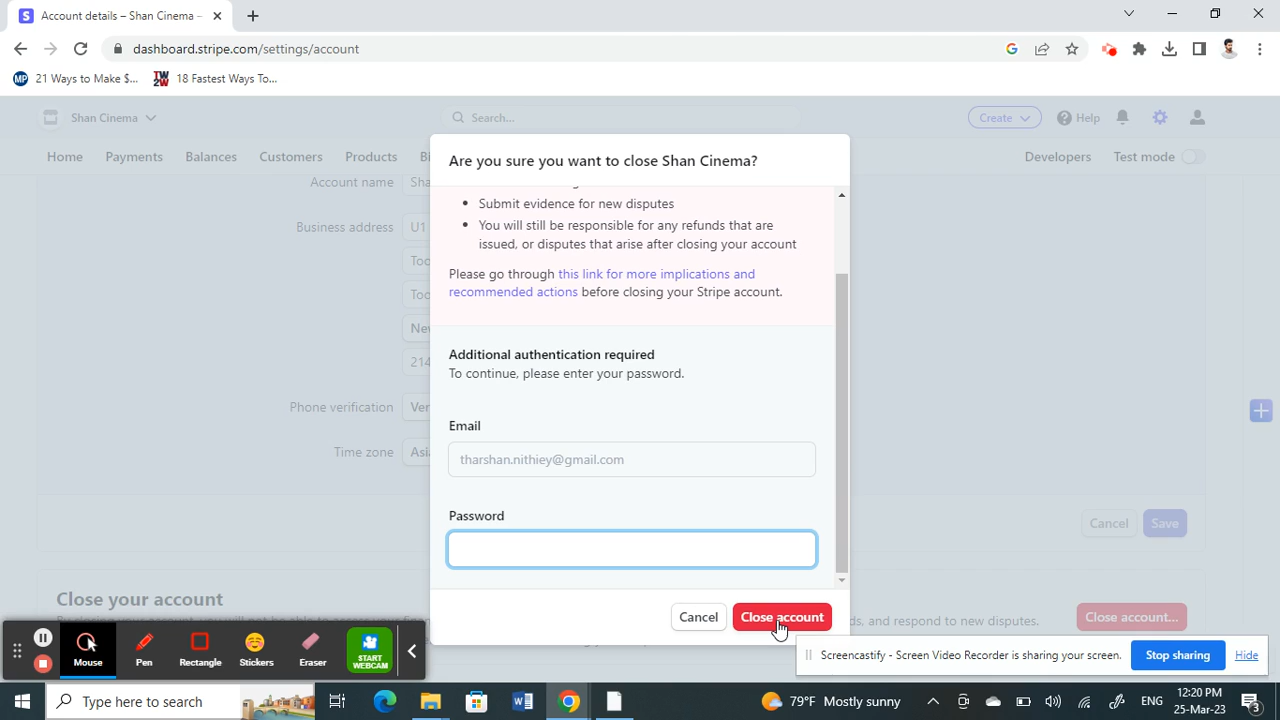 Account details – Shan Cinema –
dashboard.stripe.com/settings/account
21 Ways to Make $...
18 Fastest Ways To...
Shan Cinema
Search...
Create
Help
Home
Payments
Balances
Customers
Products
Developers
Test mode
Are you sure you want to close Shan Cinema?
Account name
Business address
U1
Phone verification
Time zone
Submit evidence for new disputes
You will still be responsible for any refunds that are
issued, or disputes that arise after closing your account
Please go through this link for more implications and
recommended actions before closing your Stripe account.
Additional authentication required
To continue, please enter your password.
Email
tharshan.nithiey@gmail.com
Password
Cancel
Close account
Cancel
Save
Close your account
Close account...
ds, and respond to new disputes.
Mouse
Pen
Rectangle
Stickers
Eraser
START
WEBCAM
Screencastify - Screen Video Recorder is sharing your screen.
Stop sharing
Hide
Type here to search
79°F Mostly sunny
ENG
12:20 PM
25-Mar-23
3